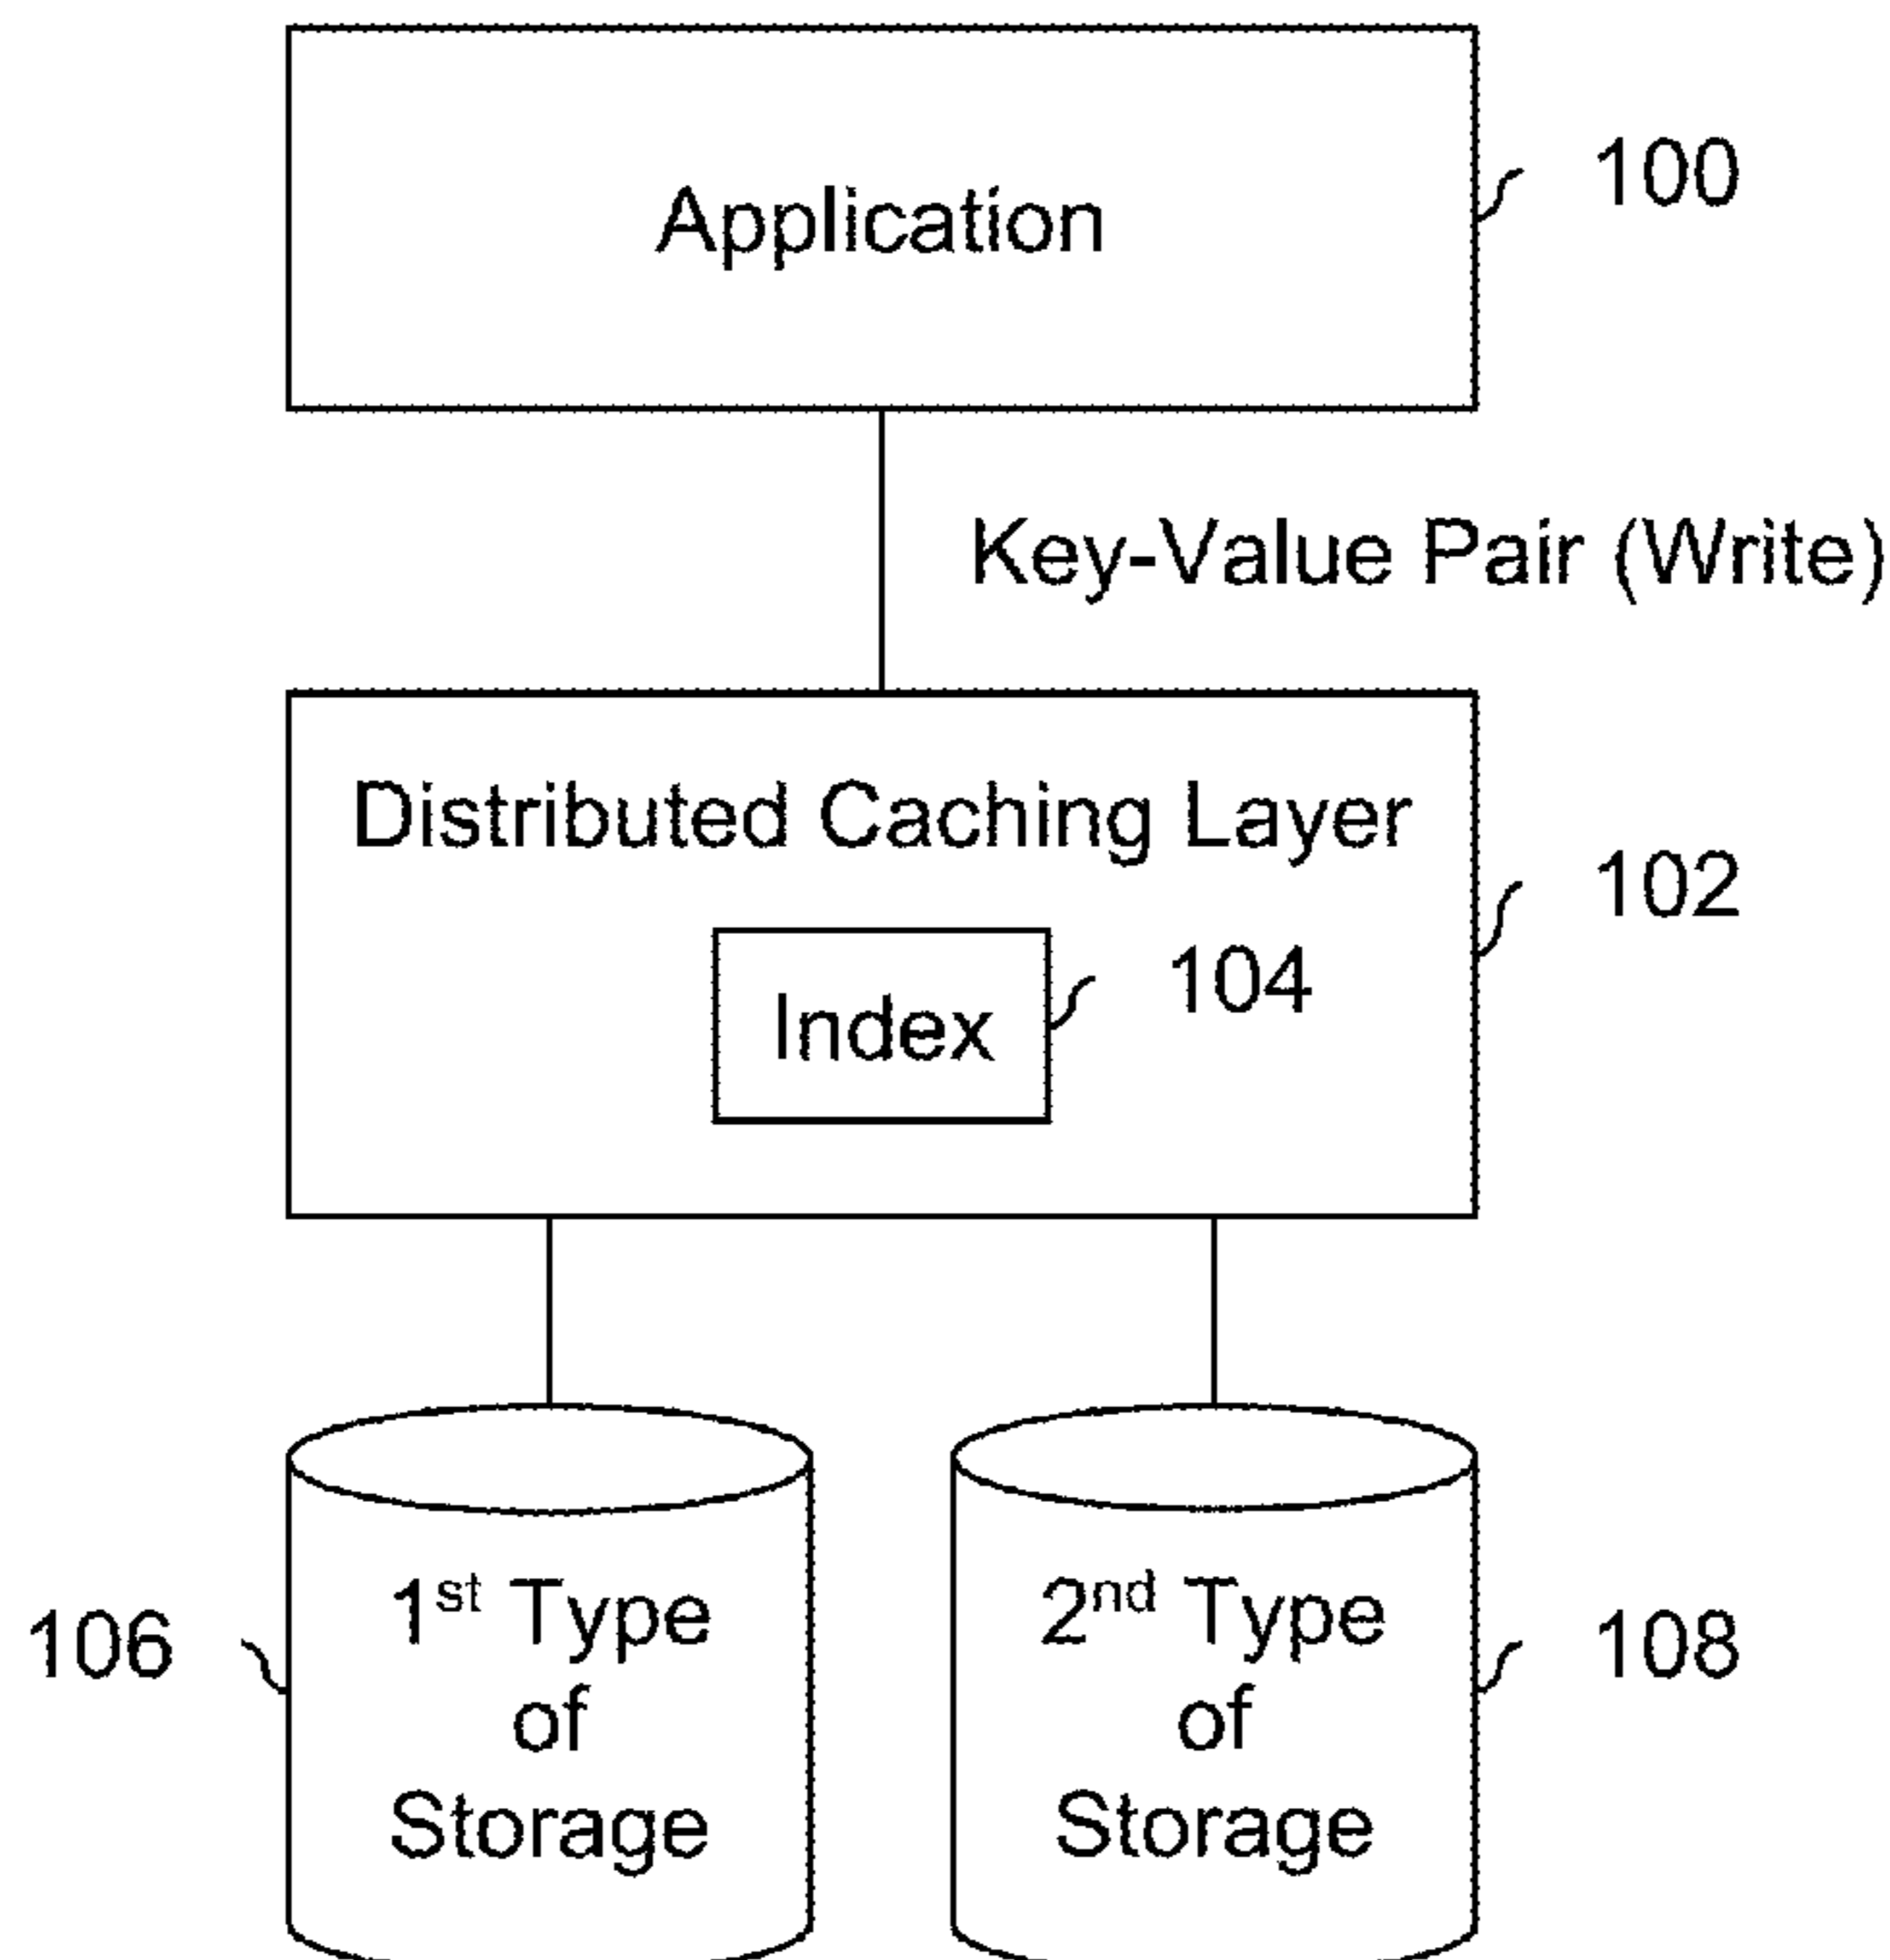 Application
100
Key-Value Pair (Write)
Distributed Caching Layer
102
104
Index
106
1st Type
of
Storage
2nd Type
of
Storage
108